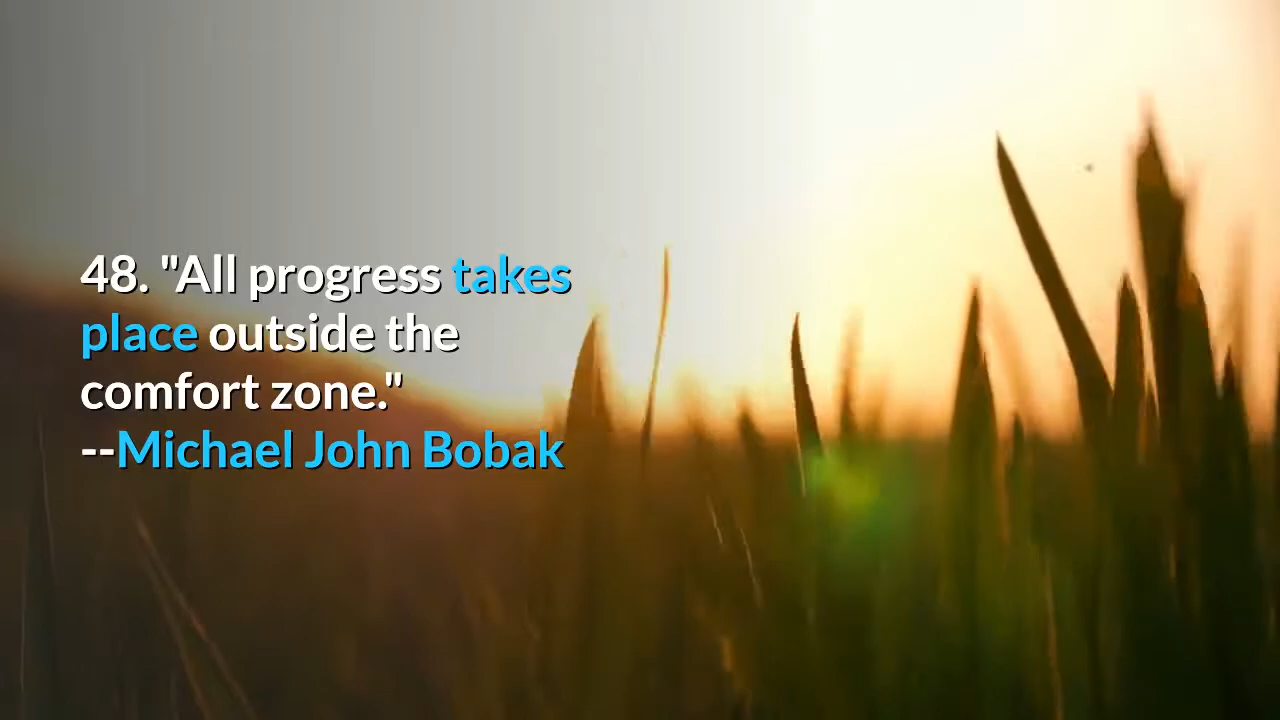 48. "All progress takes
place outside the
comfort zone."
--Michael John Bobak